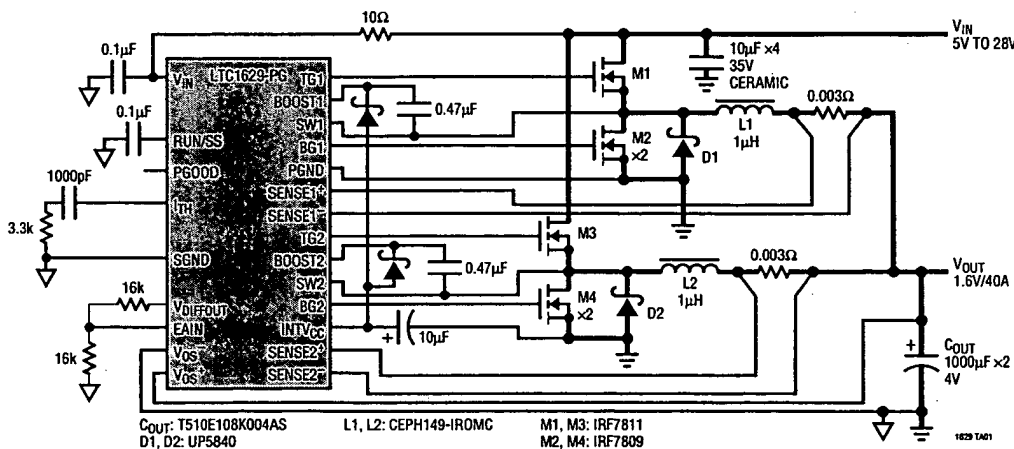 10Ω
VIN
5V TO 28V
0.1µF
LTC1629-PG
VIN
TG1
M1
10µF ×4
35V
CERAMIC
BOOST1
0.47µF
SW1
0.003Ω
0.1µF
RUN/SS
BG1
M2
×2
D1
L1
1µH
PGOOD
PGND
1000pF
SENSE1+
ITH
SENSE1–
3.3k
TG2
M3
SGND
BOOST2
0.47µF
0.003Ω
VOUT
1.6V/40A
SW2
L2
1µH
16k
VDIFFOUT
BG2
M4
×2
D2
EAIN
INTVCC
10µF
16k
VOS–
SENSE2+
COUT
1000µF ×2
4V
VOS+
SENSE2–
COUT: T510E108K004AS
L1, L2: CEPH149-IROMC
M1, M3: IRF7811
D1, D2: UP5840
M2, M4: IRF7809
1629 TA01